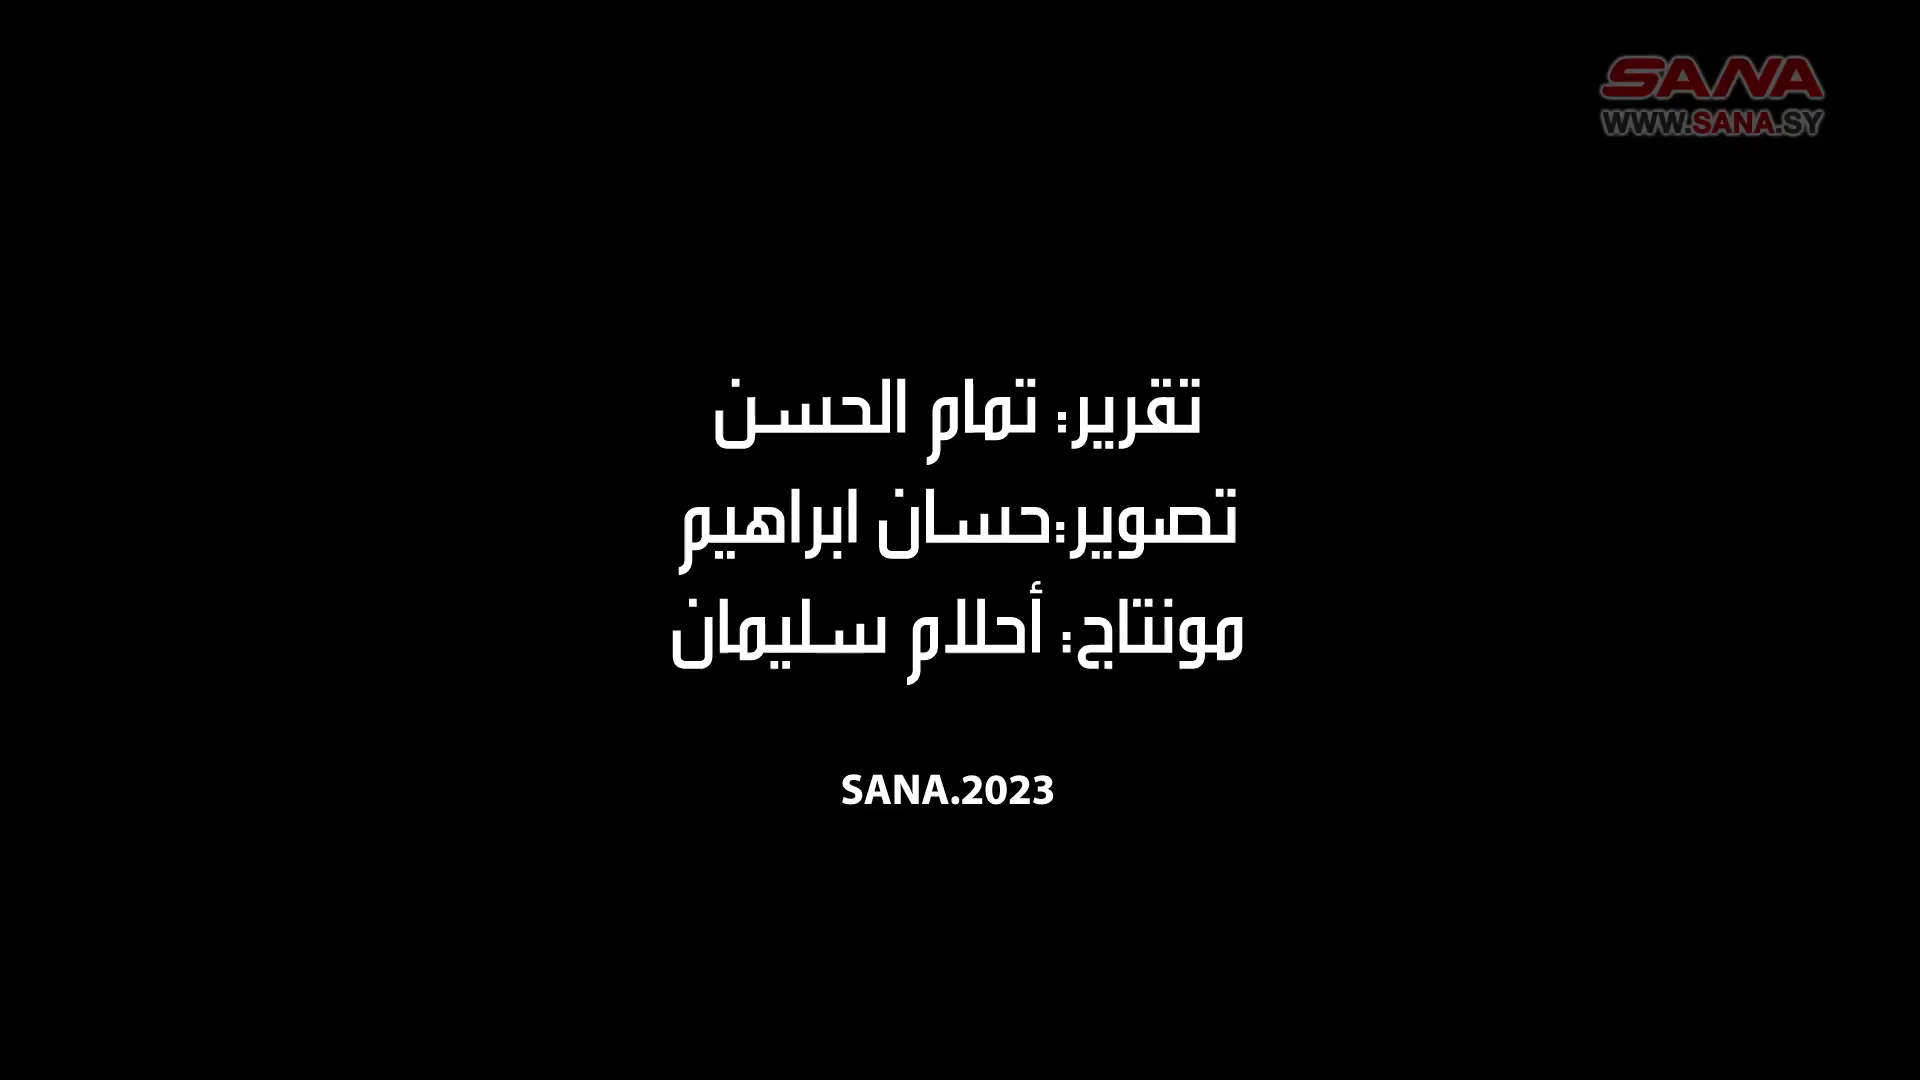 SANA
WWW.SANA.SY
تقرير: تمام الحسن
تصوير:حسان ابراهيم
مونتاج: أحلام سليمان
SANA.2023